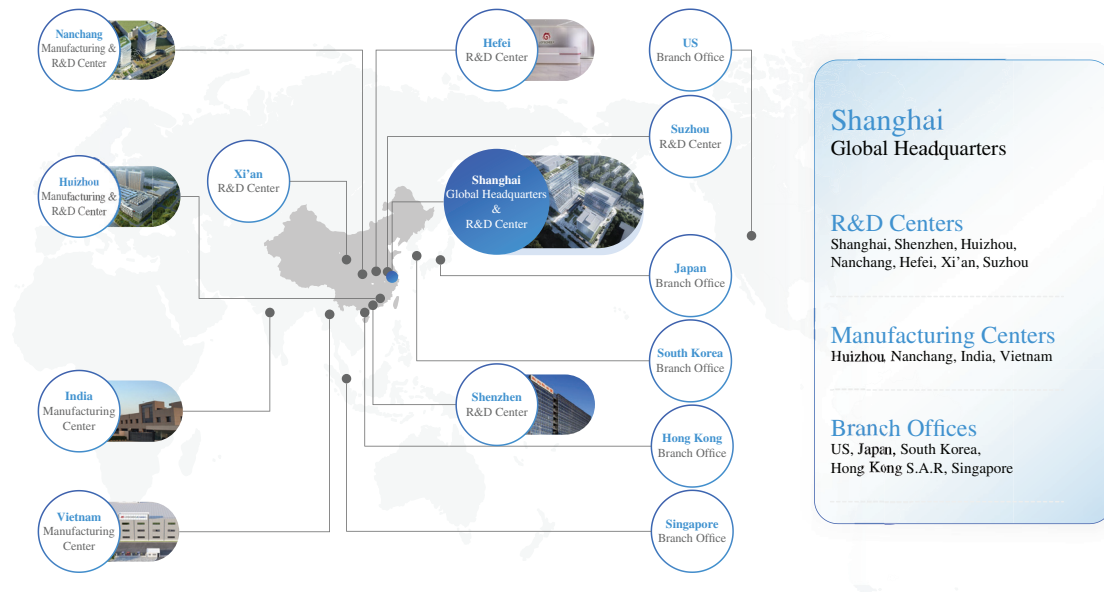 Nanchang
Manufacturing &
R&D Center
Hefei
R&D Center
US
Branch Office
Suzhou
R&D Center
Xi'an
R&D Center
Huizhou
Manufacturing &
R&D Center
Shanghai
Global Headquarters
&
R&D Center
Japan
Branch Office
South Korea
Branch Office
India
Manufacturing
Center
Shenzhen
R&D Center
Hong Kong
Branch Office
Vietnam
Manufacturing
Center
Singapore
Branch Office
Shanghai
Global Headquarters
R&D Centers
Shanghai, Shenzhen, Huizhou,
Nanchang, Hefei, Xi'an, Suzhou
Manufacturing Centers
Huizhou, Nanchang, India, Vietnam
Branch Offices
US, Japan, South Korea,
Hong Kong S.A.R, Singapore